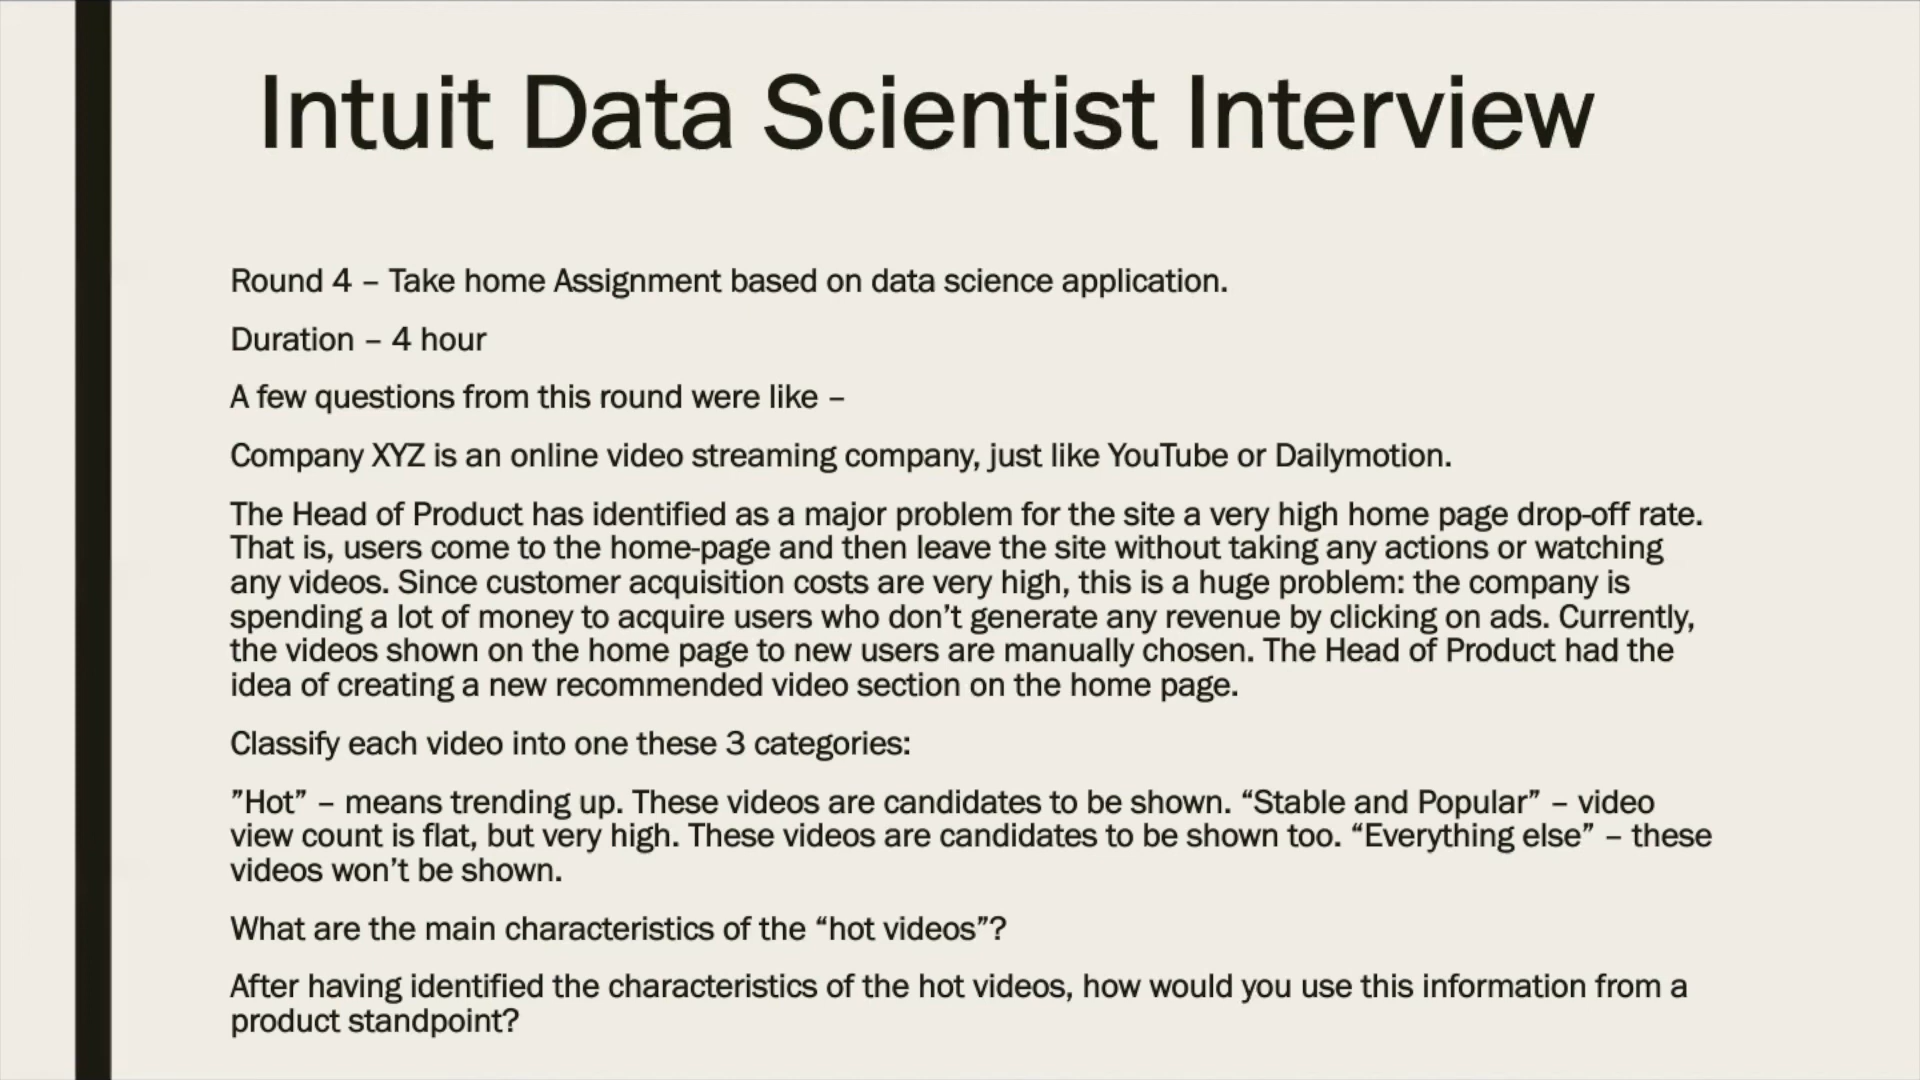 Intuit Data Scientist Interview
Round 4 – Take home Assignment based on data science application.
Duration – 4 hour
A few questions from this round were like –
Company XYZ is an online video streaming company, just like YouTube or Dailymotion.
The Head of Product has identified as a major problem for the site a very high home page drop-off rate.
That is, users come to the home-page and then leave the site without taking any actions or watching
any videos. Since customer acquisition costs are very high, this is a huge problem: the company is
spending a lot of money to acquire users who don’t generate any revenue by clicking on ads. Currently,
the videos shown on the home page to new users are manually chosen. The Head of Product had the
idea of creating a new recommended video section on the home page.
Classify each video into one these 3 categories:
”Hot” – means trending up. These videos are candidates to be shown. “Stable and Popular” – video
view count is flat, but very high. These videos are candidates to be shown too. “Everything else” – these
videos won’t be shown.
What are the main characteristics of the “hot videos”?
After having identified the characteristics of the hot videos, how would you use this information from a
product standpoint?